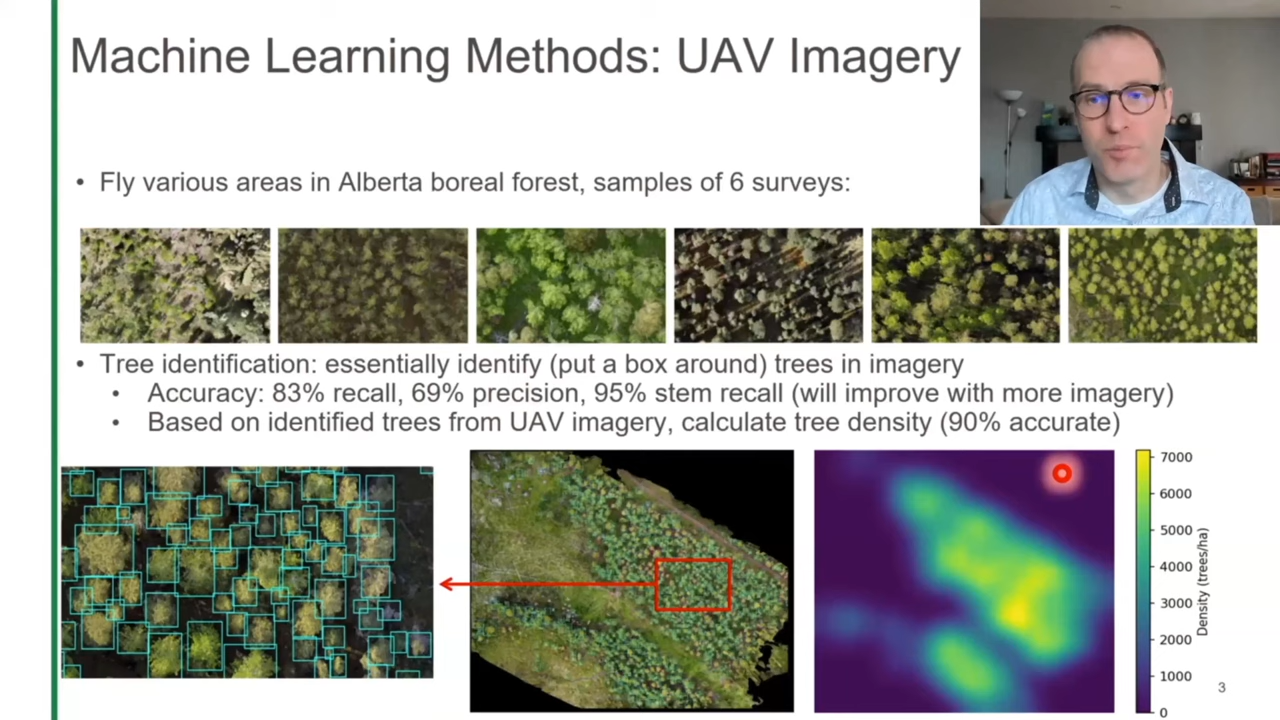 Machine Learning Methods: UAV Imagery
• Fly various areas in Alberta boreal forest, samples of 6 surveys:
• Tree identification: essentially identify (put a box around) trees in imagery
• Accuracy: 83% recall, 69% precision, 95% stem recall (will improve with more imagery)
• Based on identified trees from UAV imagery, calculate tree density (90% accurate)
7000
6000
5000
4000
3000
2000
1000
0
Density (trees/ha)
3